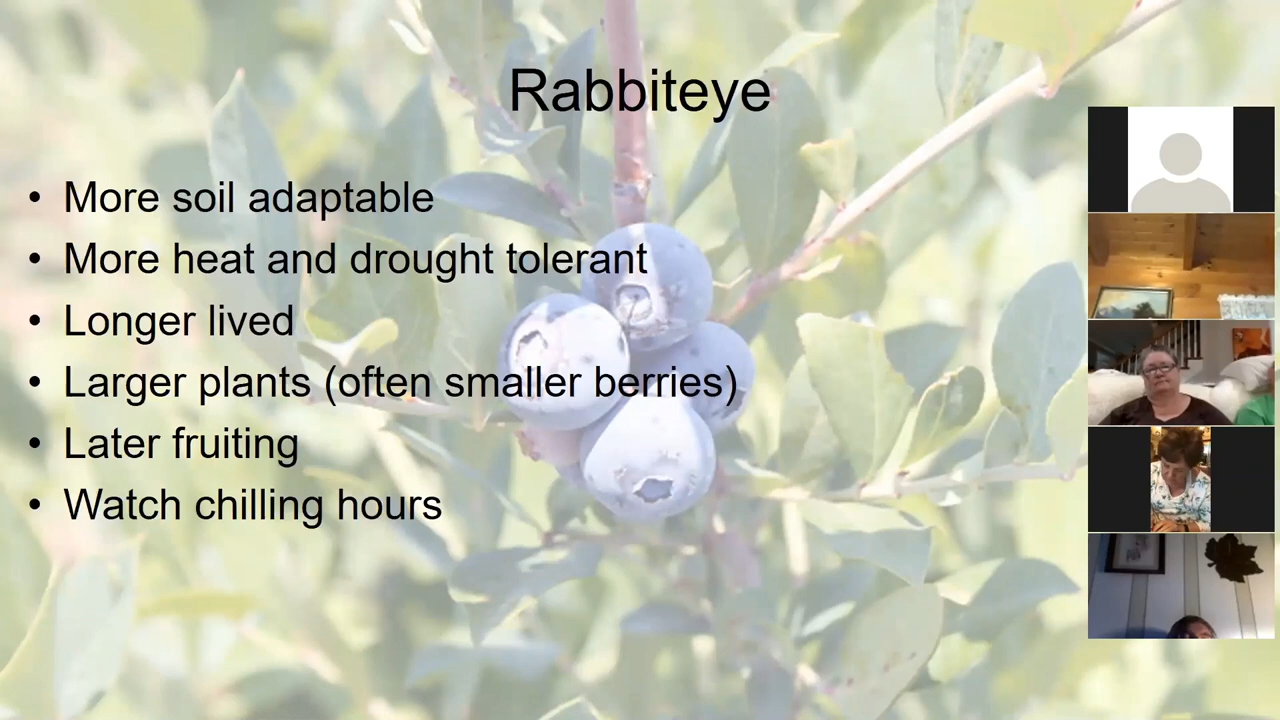 Rabbiteye
• More soil adaptable
• More heat and drought tolerant
• Longer lived
• Larger plants (often smaller berries)
• Later fruiting
• Watch chilling hours